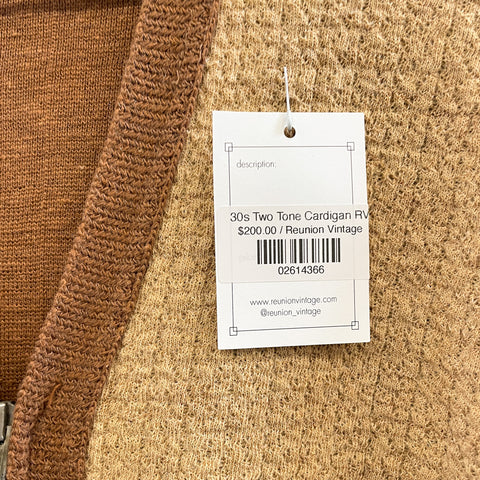 description:
30s Two Tone Cardigan RV
$200.00 / Reunion Vintage
02614366
www.reunionvintage.com
@reunion_vintage